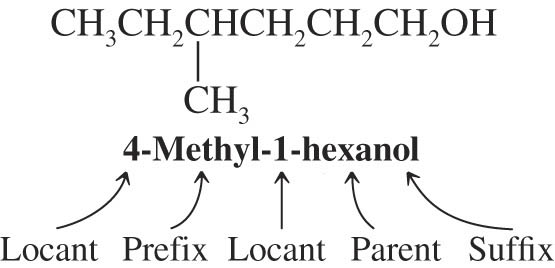 CH₃CH₂CHCH₂CH₂CH₂OH
CH₃
4-Methyl-1-hexanol
Locant Prefix Locant Parent Suffix